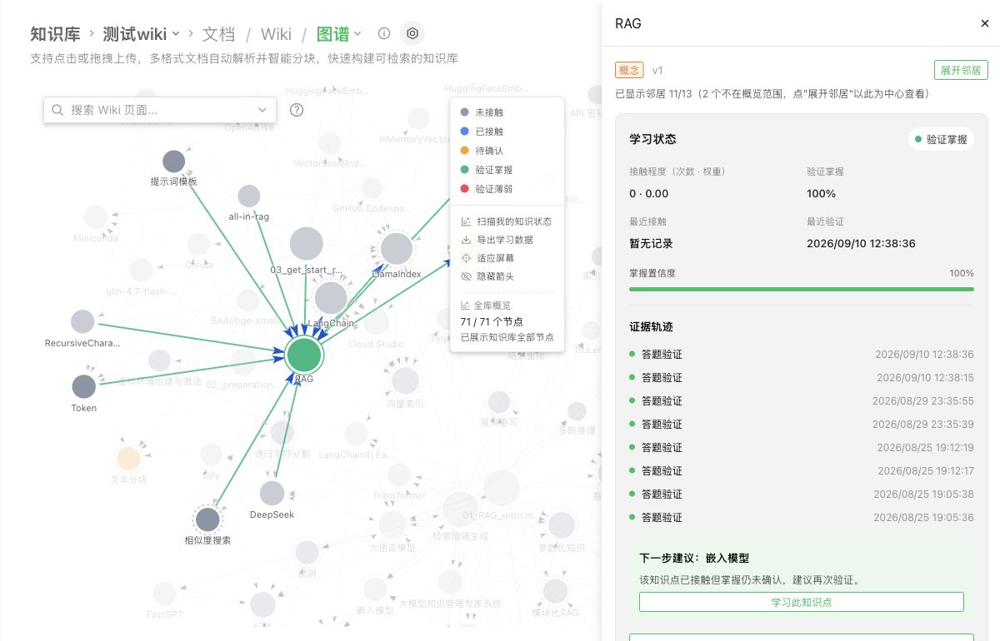 知识库 › 测试wiki › 文档 / Wiki / 图谱
支持点击或拖拽上传，多格式文档自动解析并智能分块，快速构建可检索的知识库
HuggingFaceEmb...
HuggingFaceEmb...
搜索 Wiki 页面...
OpenAILike
InMemoryVector
API 密钥
VectorStoreInd...
提示词模板
all-in-rag
GitHub Codespa...
Miniconda
Conda
03_get_start_r...
LlamaIndex
glm-4.7-flash-...
BAAI/bge-small
LangChain
RecursiveChara...
Cloud Studio
虚拟环境创建与激活
02_preparation...
RAG
结果重排
Token
向量索引
查询重写
多跳推理
递归字符分割
LangChain4j Ea...
文本分块
Dify
Transformer
DeepSeek
01_RAG_intro.m...
相似度搜索
大语言模型
检索增强生成
参数化知识
微调
FastGPT
嵌入模型
大模型知识管理专家系统
模块化RAG
未接触
已接触
待确认
验证掌握
验证薄弱
扫描我的知识状态
导出学习数据
适应屏幕
隐藏箭头
全库概览
71 / 71 个节点
已展示知识库全部节点
RAG
概念 v1
展开邻居
已显示邻居 11/13（2 个不在概览范围，点"展开邻居"以此为中心查看）
学习状态
验证掌握
接触程度（次数 · 权重） 验证掌握
0 · 0.00 100%
最近接触 最近验证
暂无记录 2026/09/10 12:38:36
掌握置信度 100%
证据轨迹
答题验证 2026/09/10 12:38:36
答题验证 2026/09/10 12:38:15
答题验证 2026/08/29 23:35:55
答题验证 2026/08/29 23:35:39
答题验证 2026/08/25 19:12:19
答题验证 2026/08/25 19:12:17
答题验证 2026/08/25 19:05:38
答题验证 2026/08/25 19:05:36
下一步建议：嵌入模型
该知识点已接触但掌握仍未确认，建议再次验证。
学习此知识点